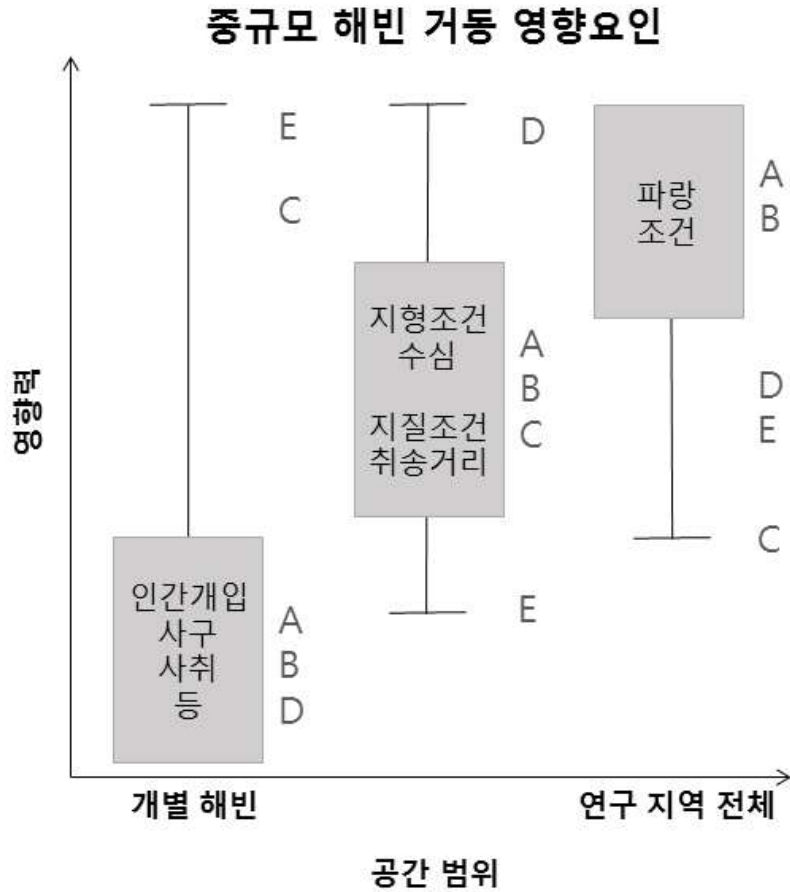 중규모 해빈 거동 영향요인
영향력
E
C
인간개입
사구
사취
등
A
B
D
D
지형조건
수심
지질조건
취송거리
A
B
C
E
파랑
조건
A
B
D
E
C
개별 해빈
연구 지역 전체
공간 범위